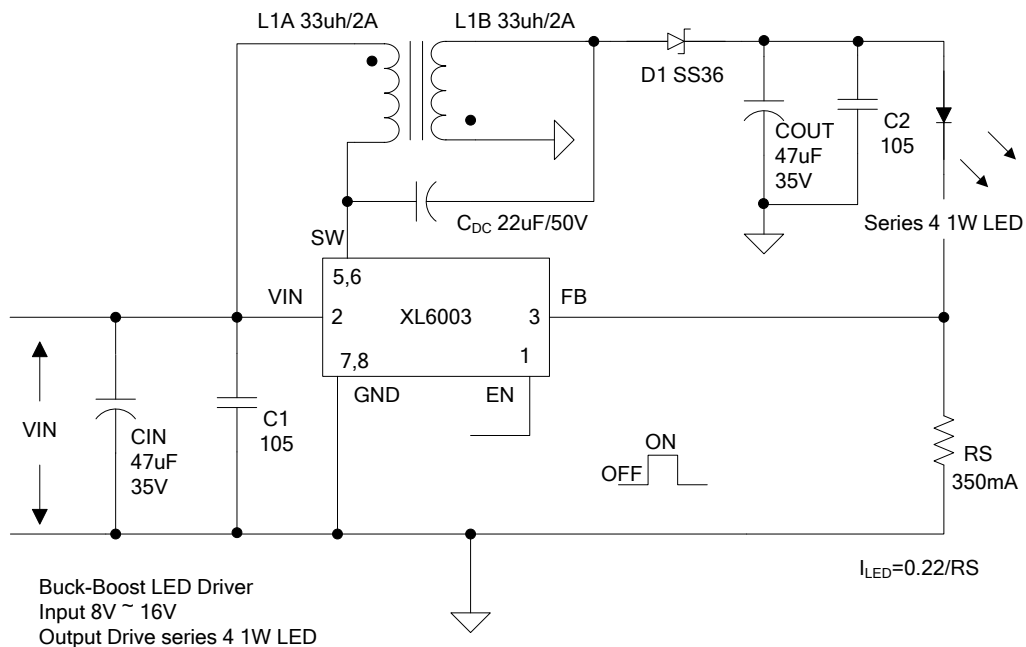 L1A 33uh/2A
L1B 33uh/2A
D1 SS36
COUT
47uF
35V
C2
105
C_DC 22uF/50V
Series 4 1W LED
SW
5,6
VIN
2
XL6003
3
FB
7,8
1
GND
EN
VIN
CIN
47uF
35V
C1
105
ON
OFF
RS
350mA
I_LED=0.22/RS
Buck-Boost LED Driver
Input 8V ~ 16V
Output Drive series 4 1W LED